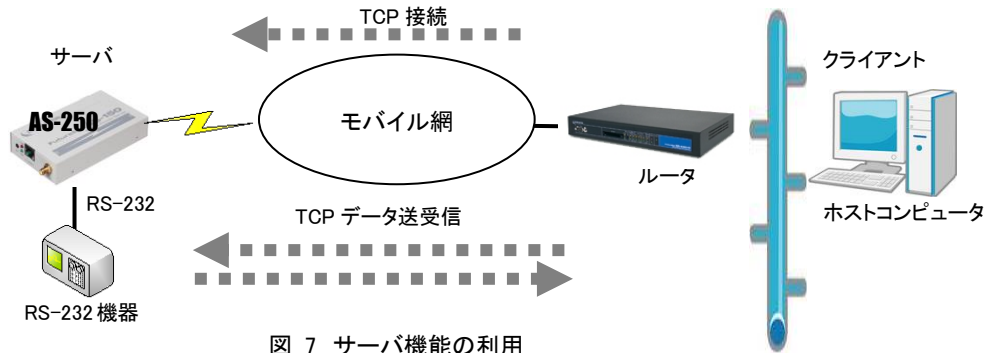 TCP 接続
サーバ
クライアント
AS-250
モバイル網
ルータ
RS-232
TCP データ送受信
ホストコンピュータ
RS-232 機器
図 7 サーバ機能の利用